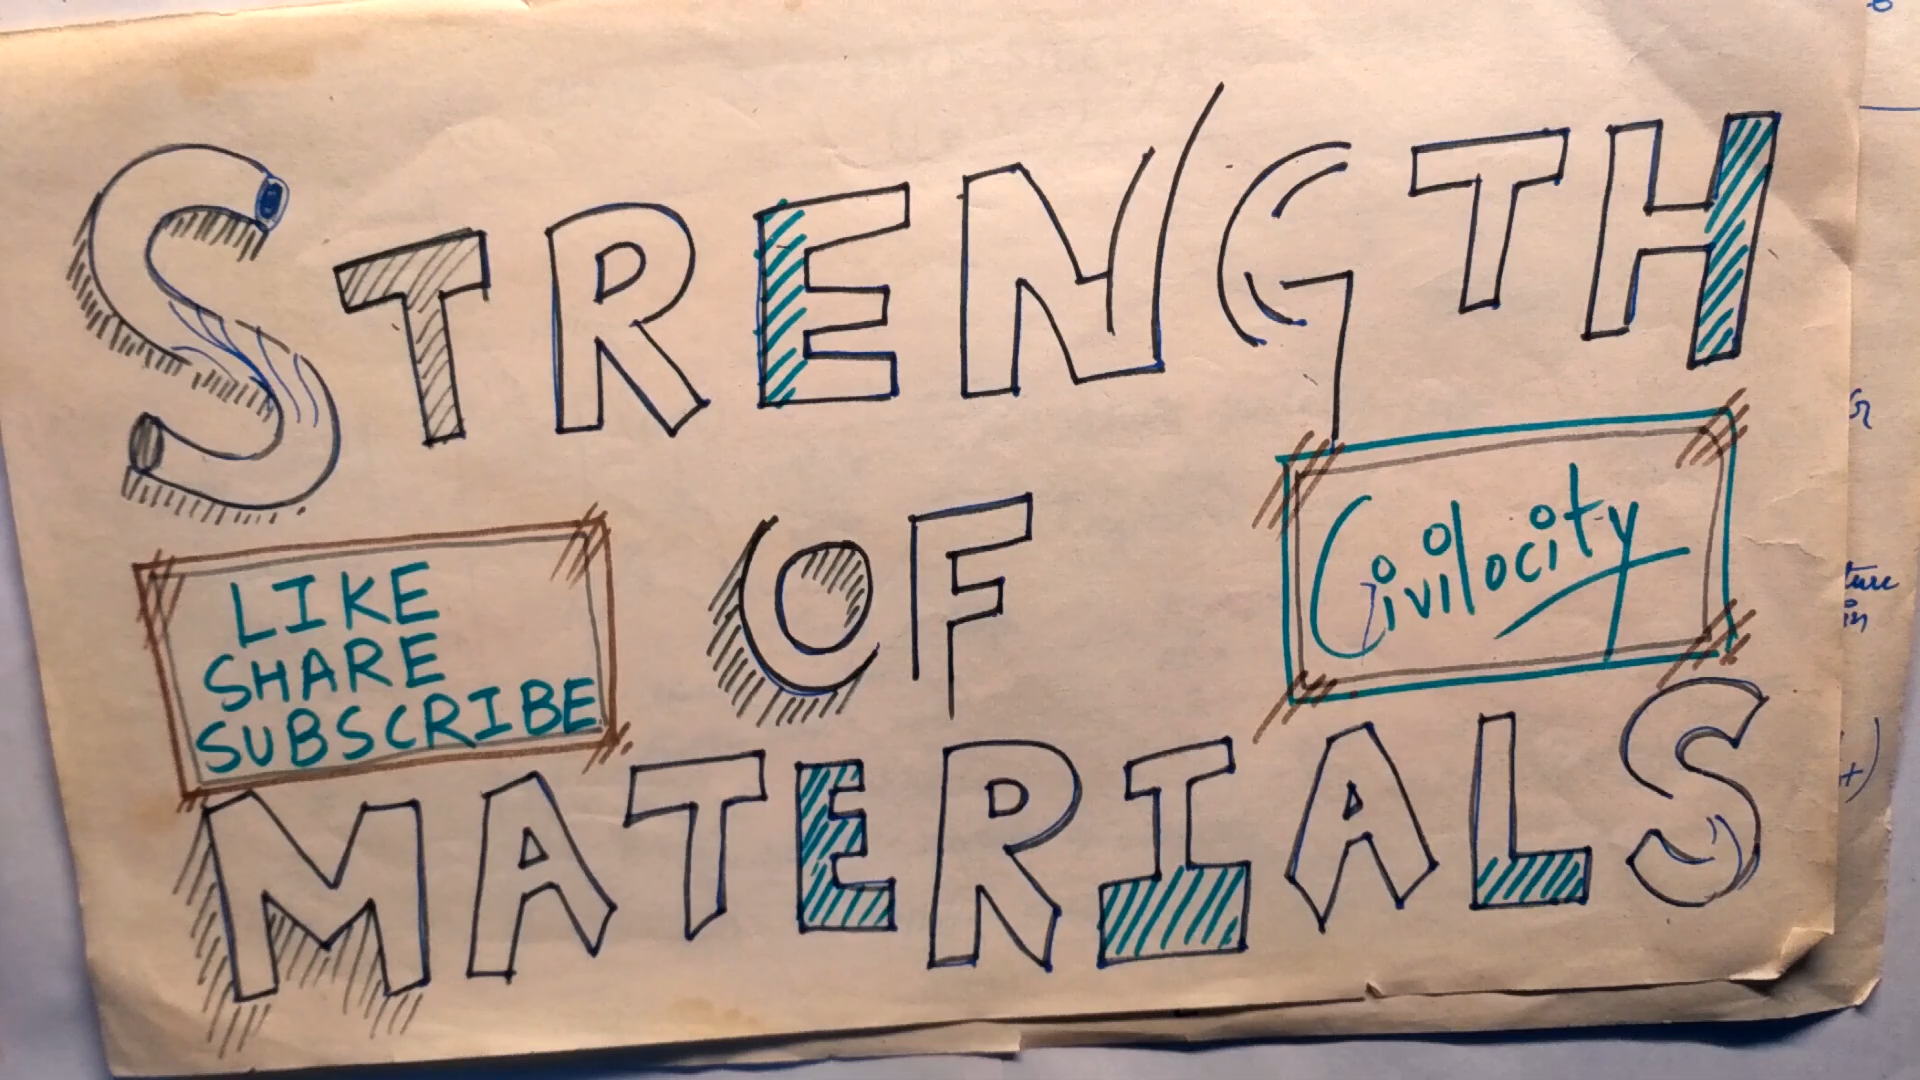 STRENGTH
OF
Civilocity
LIKE
SHARE
SUBSCRIBE
MATERIALS